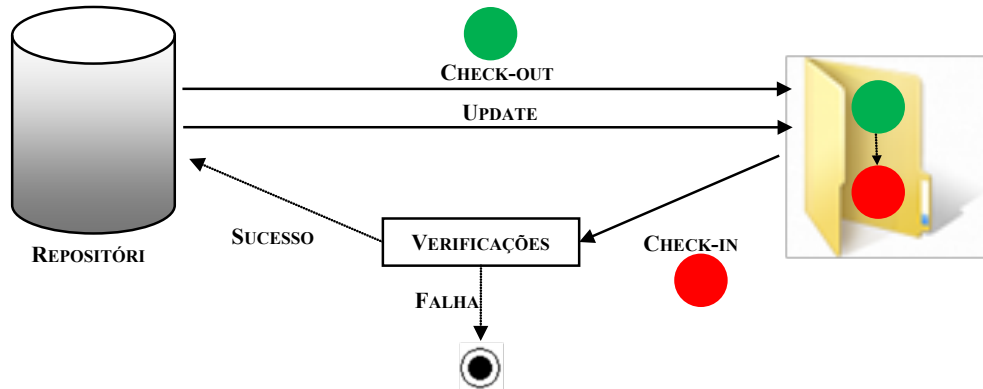 CHECK-OUT
UPDATE
REPOSITÓRI
SUCESSO
VERIFICAÇÕES
CHECK-IN
FALHA